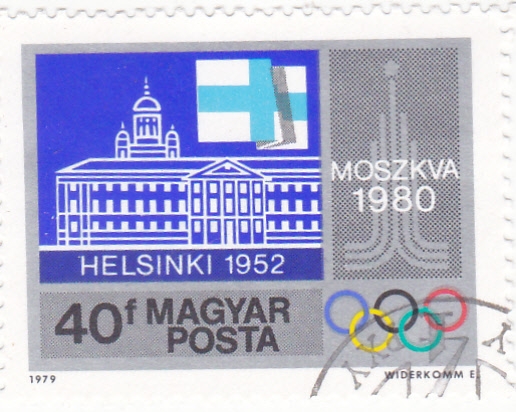 MOSZKVA
1980
HELSINKI 1952
40f MAGYAR
POSTA
1979
WIDERKOMM E.